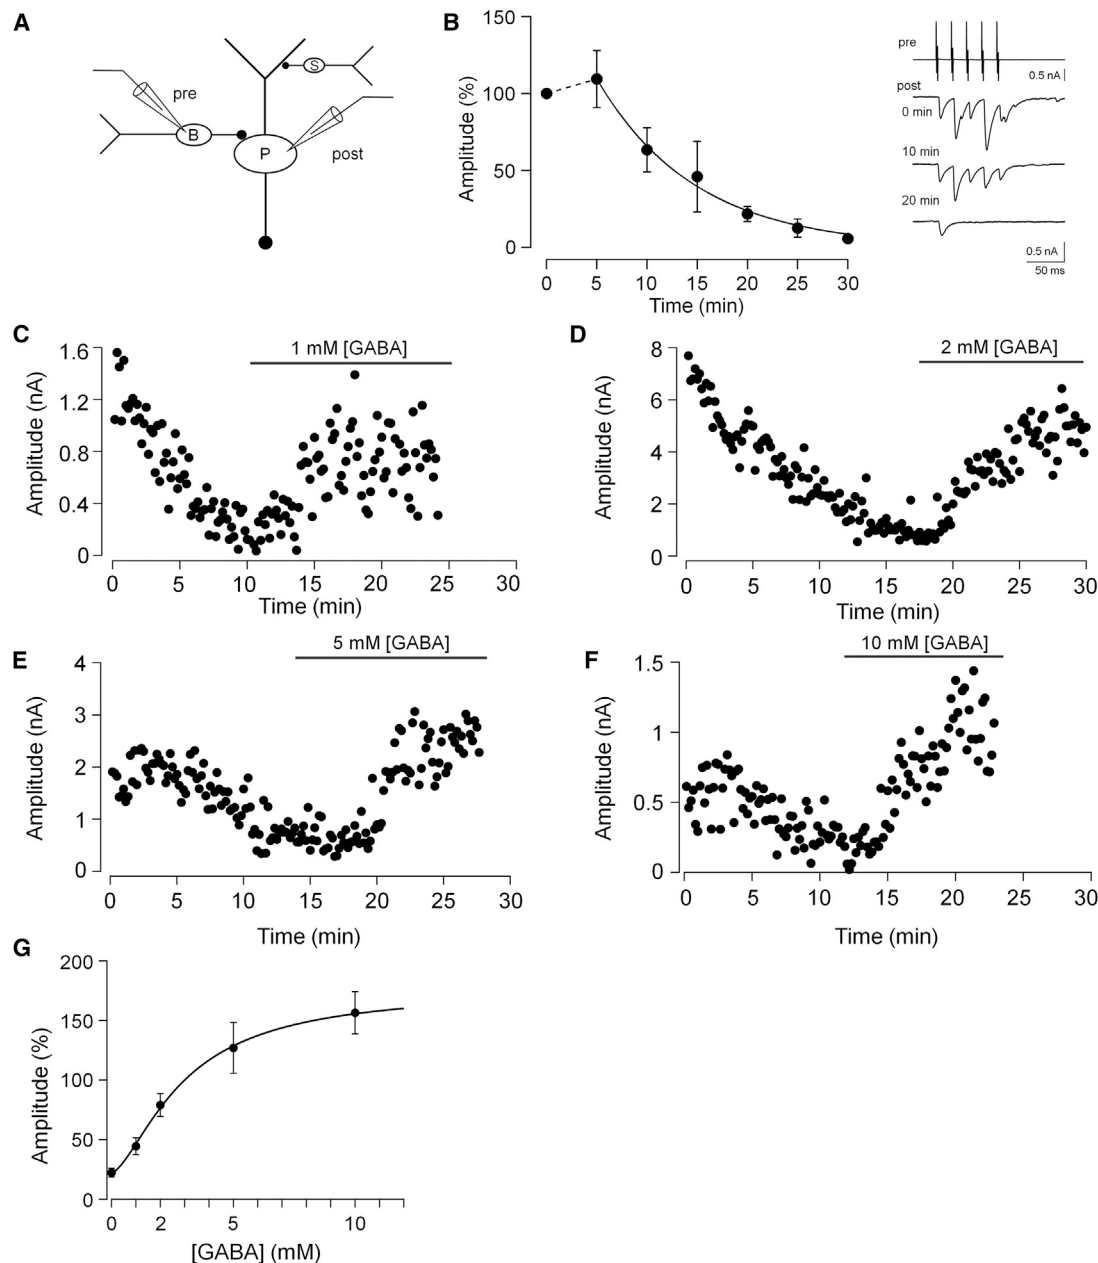 A
pre
B
S
P
post
B
150
100
50
0
Amplitude (%)
0 5 10 15 20 25 30
Time (min)
pre
0.5 nA
post
0 min
10 min
20 min
0.5 nA
50 ms
C
1 mM [GABA]
1.6
1.2
0.8
0.4
0
Amplitude (nA)
0 5 10 15 20 25 30
Time (min)
D
2 mM [GABA]
8
6
4
2
0
Amplitude (nA)
0 5 10 15 20 25 30
Time (min)
E
5 mM [GABA]
4
3
2
1
0
Amplitude (nA)
0 5 10 15 20 25 30
Time (min)
F
10 mM [GABA]
1.5
1
0.5
0
Amplitude (nA)
0 5 10 15 20 25 30
Time (min)
G
200
150
100
50
0
Amplitude (%)
0 2 5 10
[GABA] (mM)